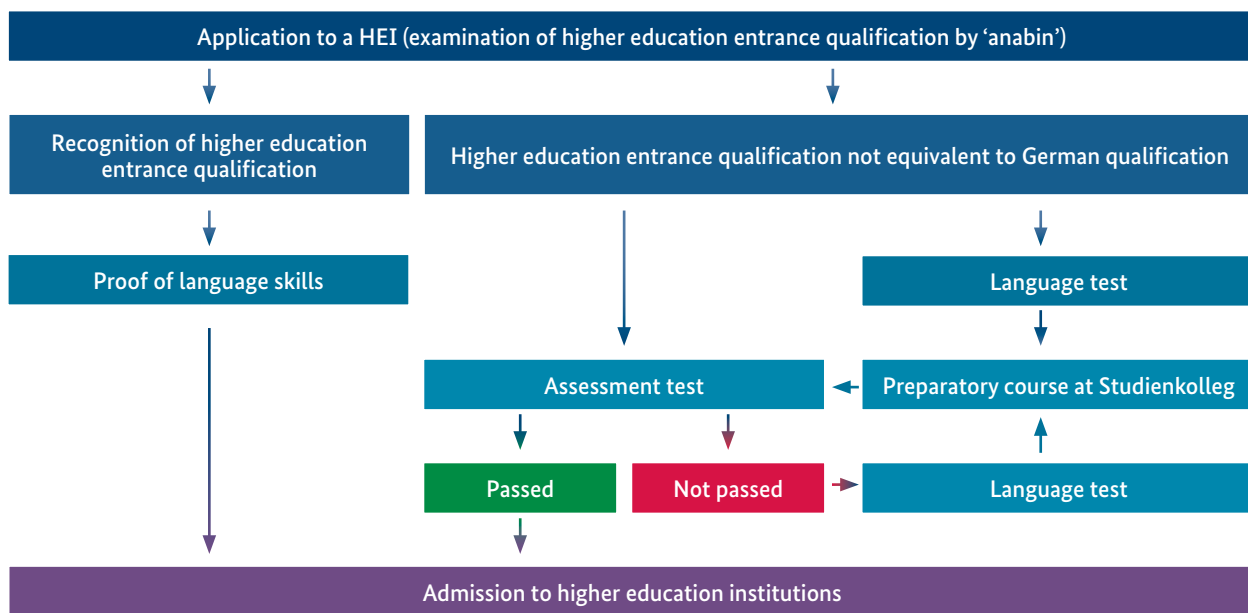 Application to a HEI (examination of higher education entrance qualification by ‘anabin’)
Recognition of higher education
entrance qualification
Higher education entrance qualification not equivalent to German qualification
Proof of language skills
Language test
Assessment test
Preparatory course at Studienkolleg
Passed
Not passed
Language test
Admission to higher education institutions